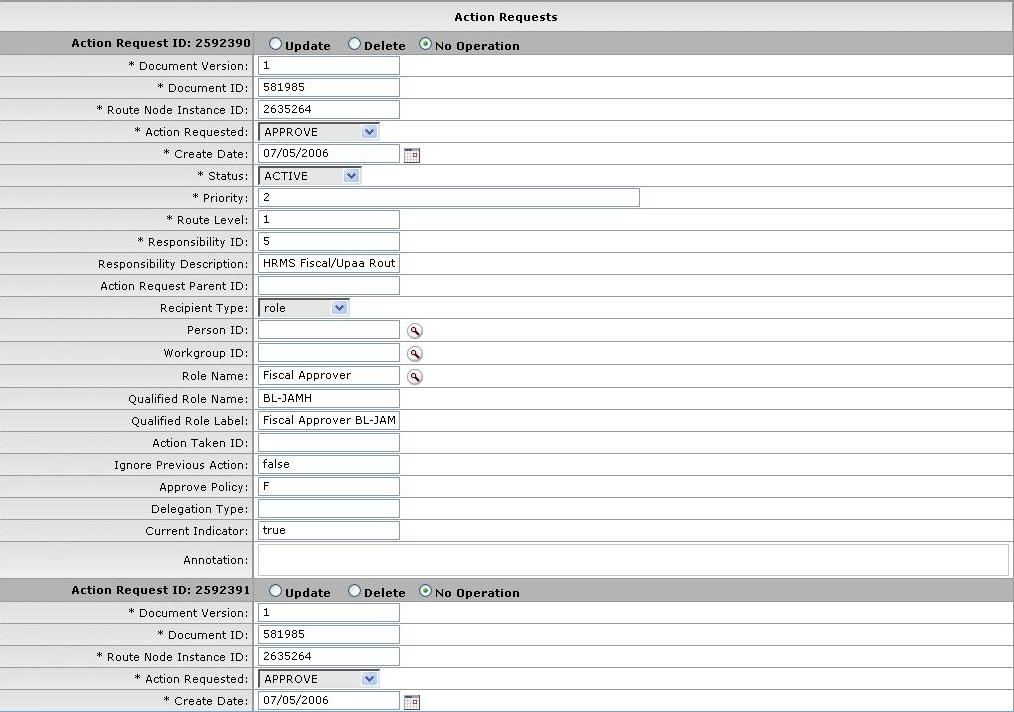 Action Requests
Action Request ID: 2592390 Update Delete No Operation
* Document Version: 1
* Document ID: 581985
* Route Node Instance ID: 2635264
* Action Requested: APPROVE
* Create Date: 07/05/2006
* Status: ACTIVE
* Priority: 2
* Route Level: 1
* Responsibility ID: 5
Responsibility Description: HRMS Fiscal/Upaa Rout
Action Request Parent ID:
Recipient Type: role
Person ID:
Workgroup ID:
Role Name: Fiscal Approver
Qualified Role Name: BL-JAMH
Qualified Role Label: Fiscal Approver BL-JAM
Action Taken ID:
Ignore Previous Action: false
Approve Policy: F
Delegation Type:
Current Indicator: true
Annotation:
Action Request ID: 2592391 Update Delete No Operation
* Document Version: 1
* Document ID: 581985
* Route Node Instance ID: 2635264
* Action Requested: APPROVE
* Create Date: 07/05/2006